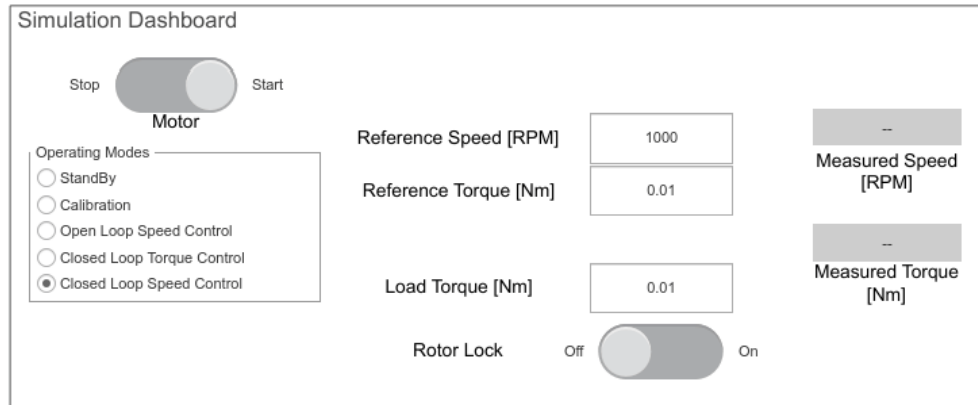 Simulation Dashboard
Stop
Start
Motor
Operating Modes
StandBy
Calibration
Open Loop Speed Control
Closed Loop Torque Control
Closed Loop Speed Control
Reference Speed [RPM]
1000
Reference Torque [Nm]
0.01
Load Torque [Nm]
0.01
Rotor Lock
Off
On
--
Measured Speed
[RPM]
--
Measured Torque
[Nm]